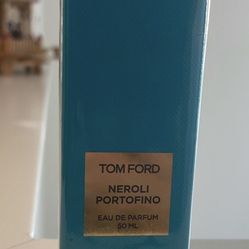 TOM FORD
NEROLI
PORTOFINO
EAU DE PARFUM
50 ML